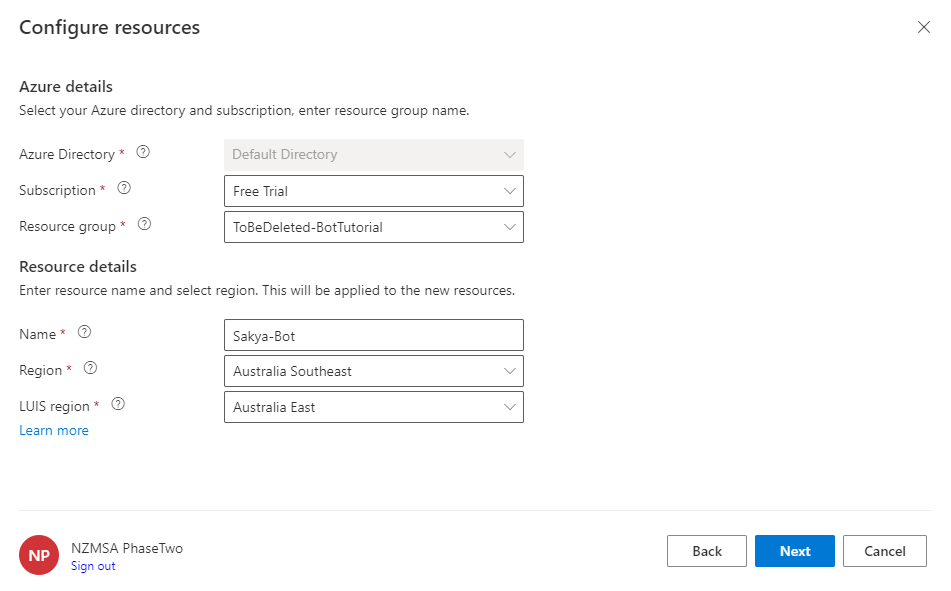 Configure resources
Azure details
Select your Azure directory and subscription, enter resource group name.
Azure Directory * Default Directory
Subscription * Free Trial
Resource group * ToBeDeleted-BotTutorial
Resource details
Enter resource name and select region. This will be applied to the new resources.
Name * Sakya-Bot
Region * Australia Southeast
LUIS region * Australia East
Learn more
NP NZMSA PhaseTwo
Sign out
Back Next Cancel